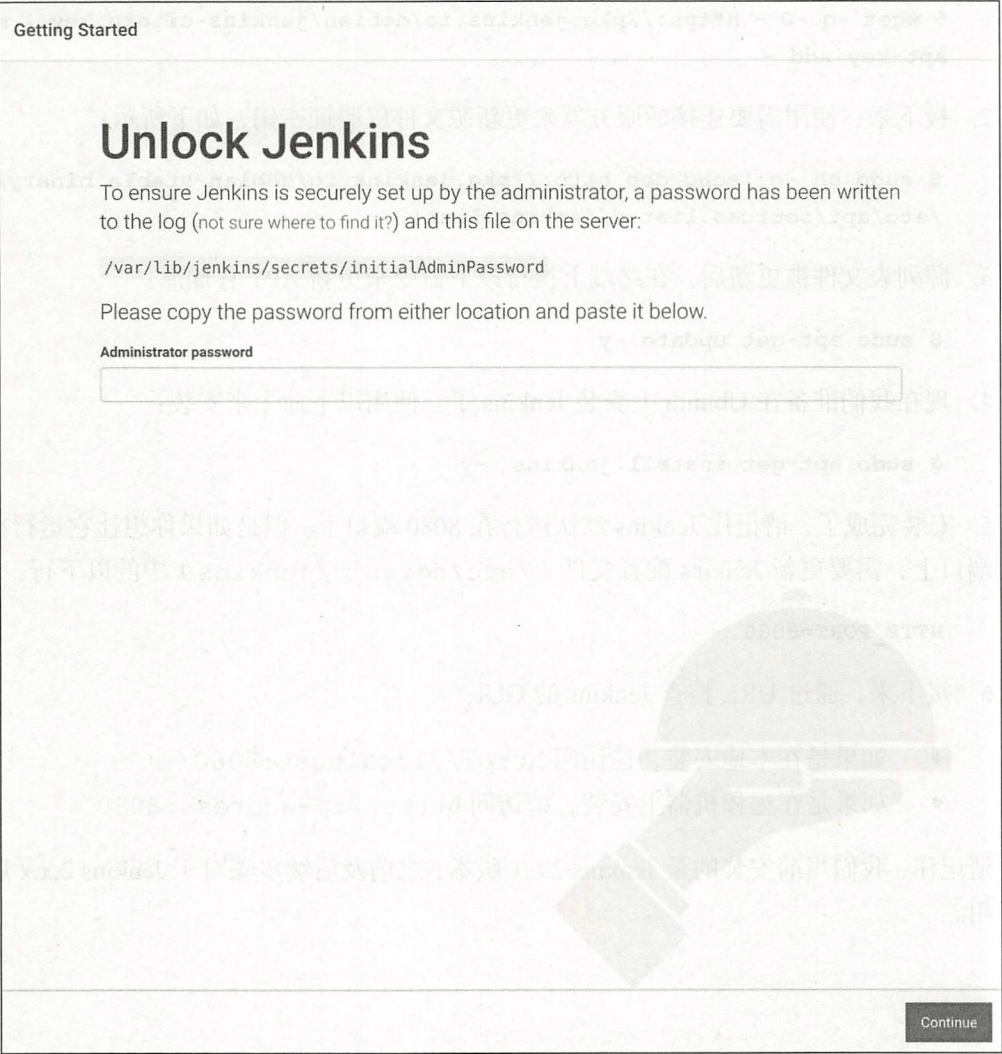 Getting Started
Unlock Jenkins
To ensure Jenkins is securely set up by the administrator, a password has been written
to the log (not sure where to find it?) and this file on the server:
/var/lib/jenkins/secrets/initialAdminPassword
Please copy the password from either location and paste it below.
Administrator password
Continue